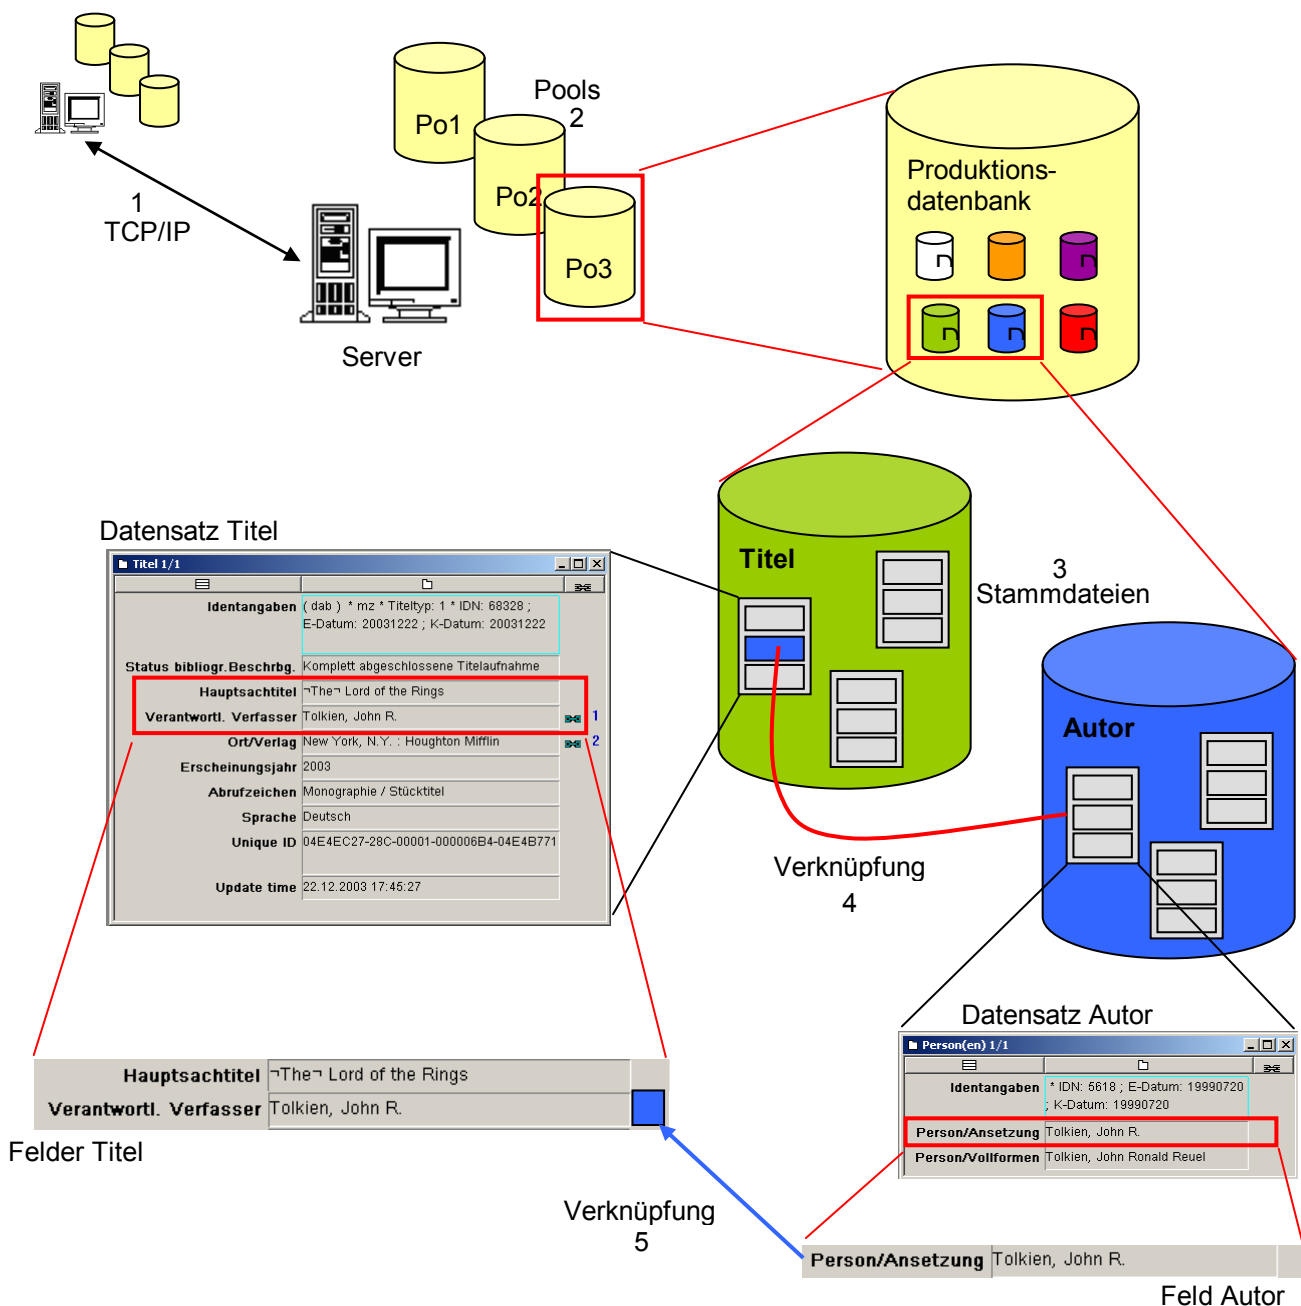 Pools
2
Po1
Po2
Po3
1
TCP/IP
Server
Produktions-
datenbank
n
n
n
n
n
Titel
3
Stammdateien
Autor
Verknüpfung
4
Datensatz Titel
Titel 1/1
Identangaben ( dab ) * mz * Titeltyp: 1 * IDN: 68328 ;
E-Datum: 20031222 ; K-Datum: 20031222
Status bibliogr.Beschrbg. Komplett abgeschlossene Titelaufnahme
Hauptsachtitel ¬The¬ Lord of the Rings
Verantwortl. Verfasser Tolkien, John R. 1
Ort/Verlag New York, N.Y. : Houghton Mifflin 2
Erscheinungsjahr 2003
Abrufzeichen Monographie / Stücktitel
Sprache Deutsch
Unique ID 04E4EC27-28C-00001-000006B4-04E4B771
Update time 22.12.2003 17:45:27
Datensatz Autor
Person(en) 1/1
Identangaben * IDN: 5618 ; E-Datum: 19990720
; K-Datum: 19990720
Person/Ansetzung Tolkien, John R.
Person/Vollformen Tolkien, John Ronald Reuel
Hauptsachtitel ¬The¬ Lord of the Rings
Verantwortl. Verfasser Tolkien, John R.
Felder Titel
Verknüpfung
5
Person/Ansetzung Tolkien, John R.
Feld Autor